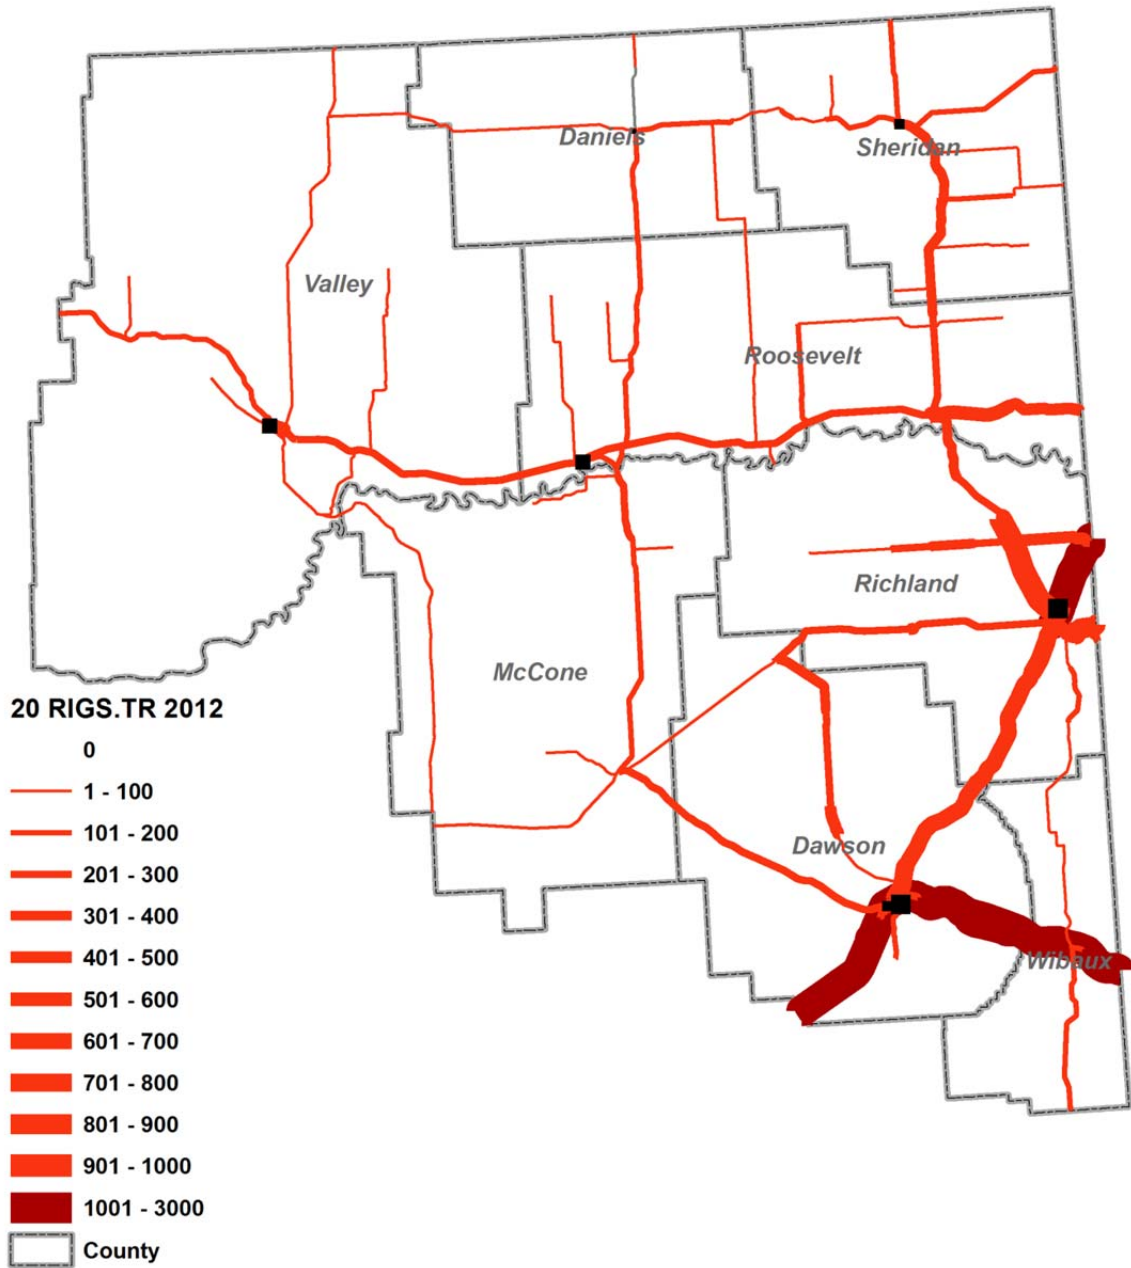 Daniels
Sheridan
Valley
Roosevelt
Richland
McCone
Dawson
Wibaux
20 RIGS.TR 2012
0
1 - 100
101 - 200
201 - 300
301 - 400
401 - 500
501 - 600
601 - 700
701 - 800
801 - 900
901 - 1000
1001 - 3000
County